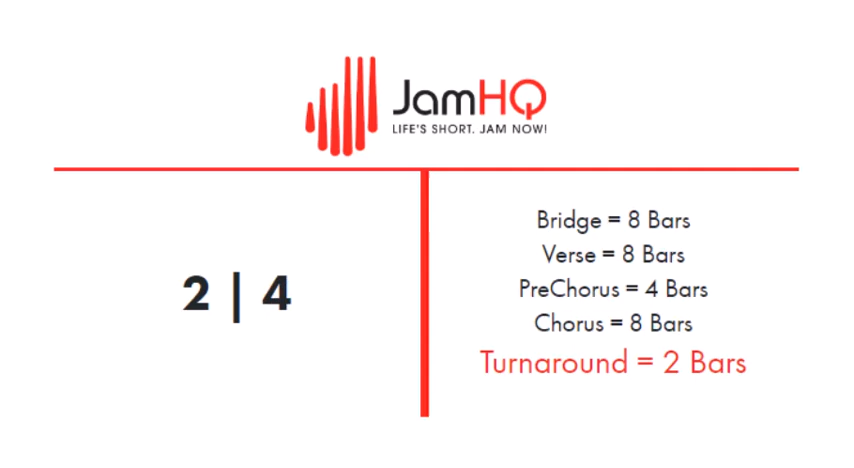 JamHQ
LIFE'S SHORT. JAM NOW!
2 | 4
Bridge = 8 Bars
Verse = 8 Bars
PreChorus = 4 Bars
Chorus = 8 Bars
Turnaround = 2 Bars